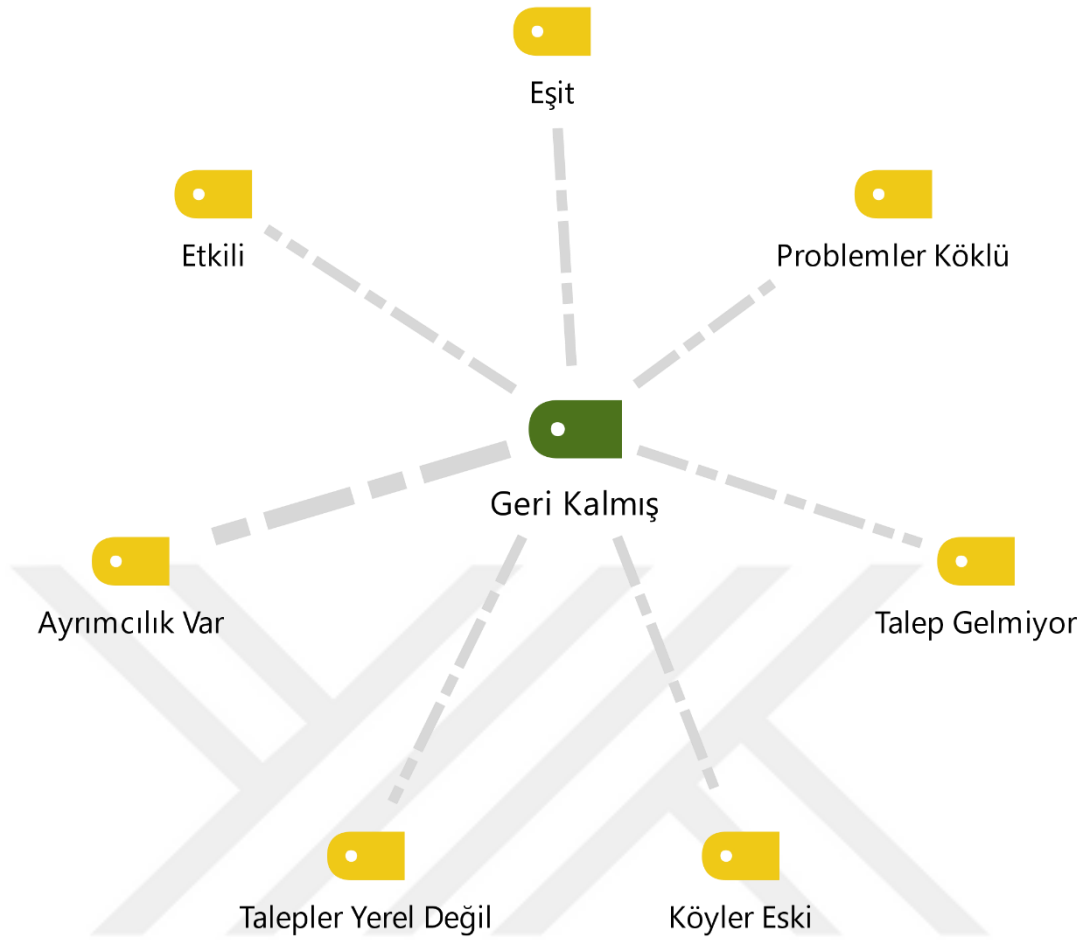 Eşit
Etkili
Problemler Köklü
Geri Kalmış
Ayrımcılık Var
Talep Gelmiyor
Talepler Yerel Değil
Köyler Eski